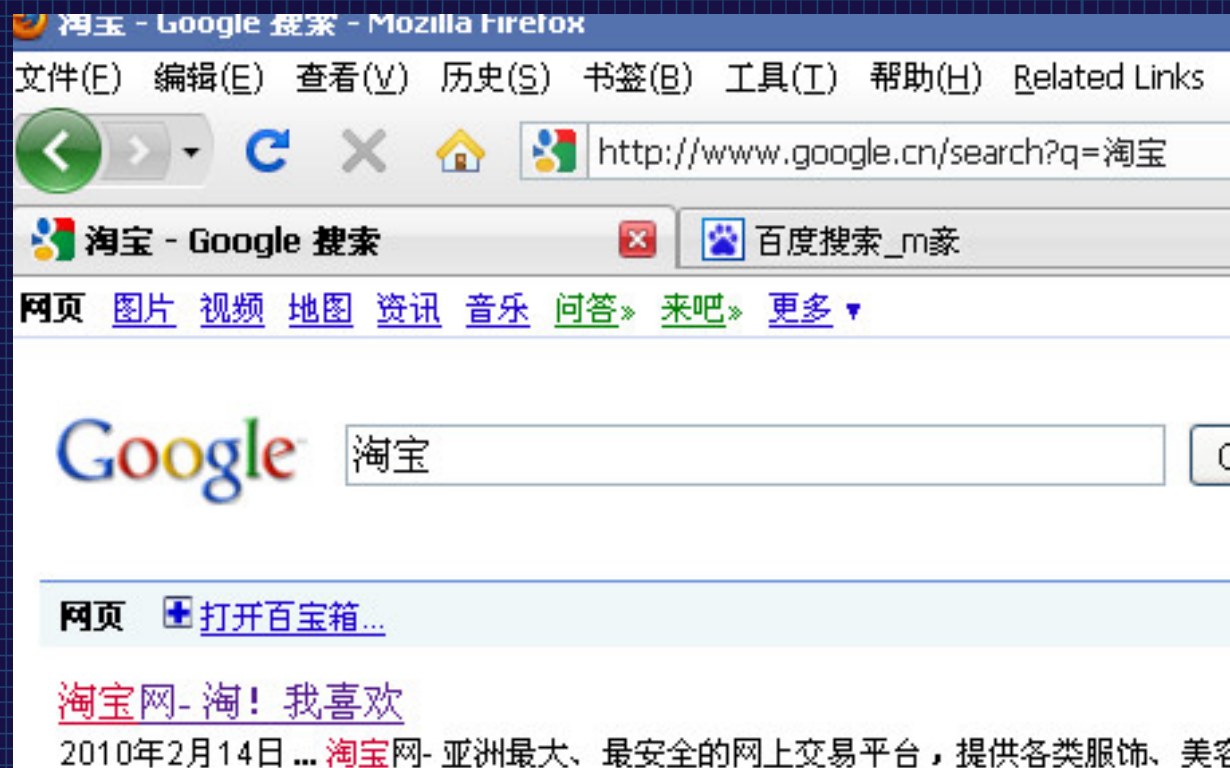 淘宝 - Google 搜索 - Mozilla Firefox
文件(F) 编辑(E) 查看(V) 历史(S) 书签(B) 工具(T) 帮助(H) Related Links
http://www.google.cn/search?q=淘宝
淘宝 - Google 搜索 百度搜索_m豪
网页 图片 视频 地图 资讯 音乐 问答» 来吧» 更多 ▼
Google 淘宝
网页 打开百宝箱...
淘宝网- 淘！我喜欢
2010年2月14日 ... 淘宝网- 亚洲最大、最安全的网上交易平台，提供各类服饰、美容